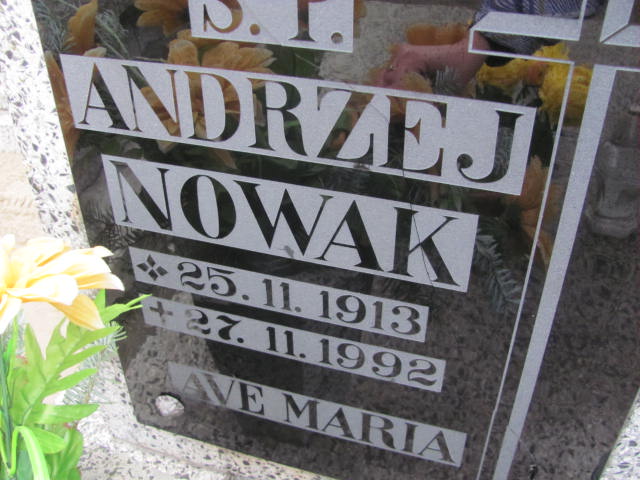 S. P.
ANDRZEJ
NOWAK
25. 11. 1913
27. 11. 1992
AVE MARIA